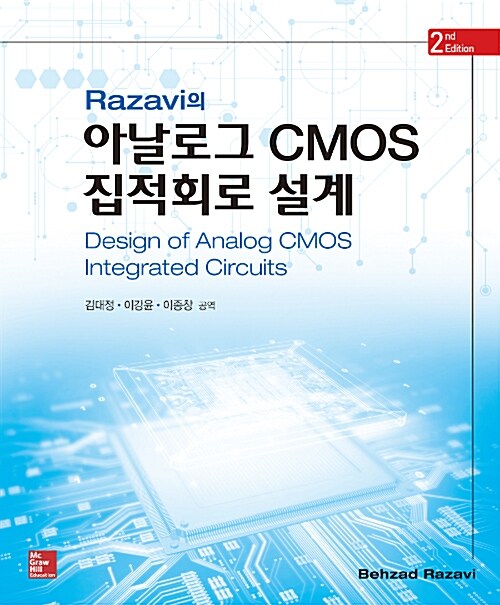 2nd Edition
Razavi의
아날로그 CMOS
집적회로 설계
Design of Analog CMOS
Integrated Circuits
김대정 · 이강윤 · 이종창 공역
Mc
Graw
Hill
Education
Behzad Razavi